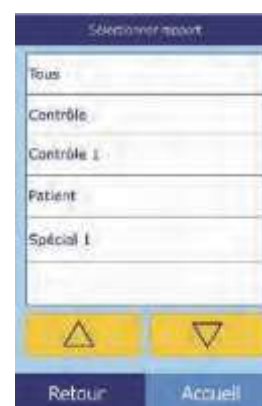 Sélectionner rapport
Tous
Contrôle
Contrôle 1
Patient
Spécial 1
Retour Accueil